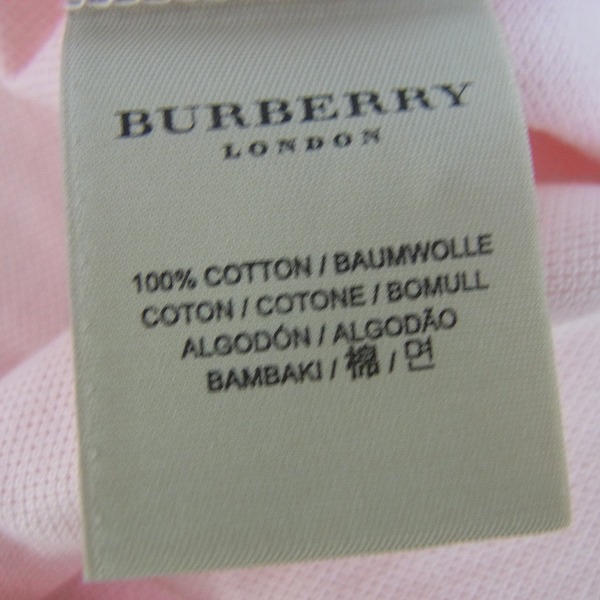 BURBERRY
LONDON
100% COTTON / BAUMWOLLE
COTON / COTONE / BOMULL
ALGODÓN / ALGODÃO
BAMBAKI / 棉 / 면